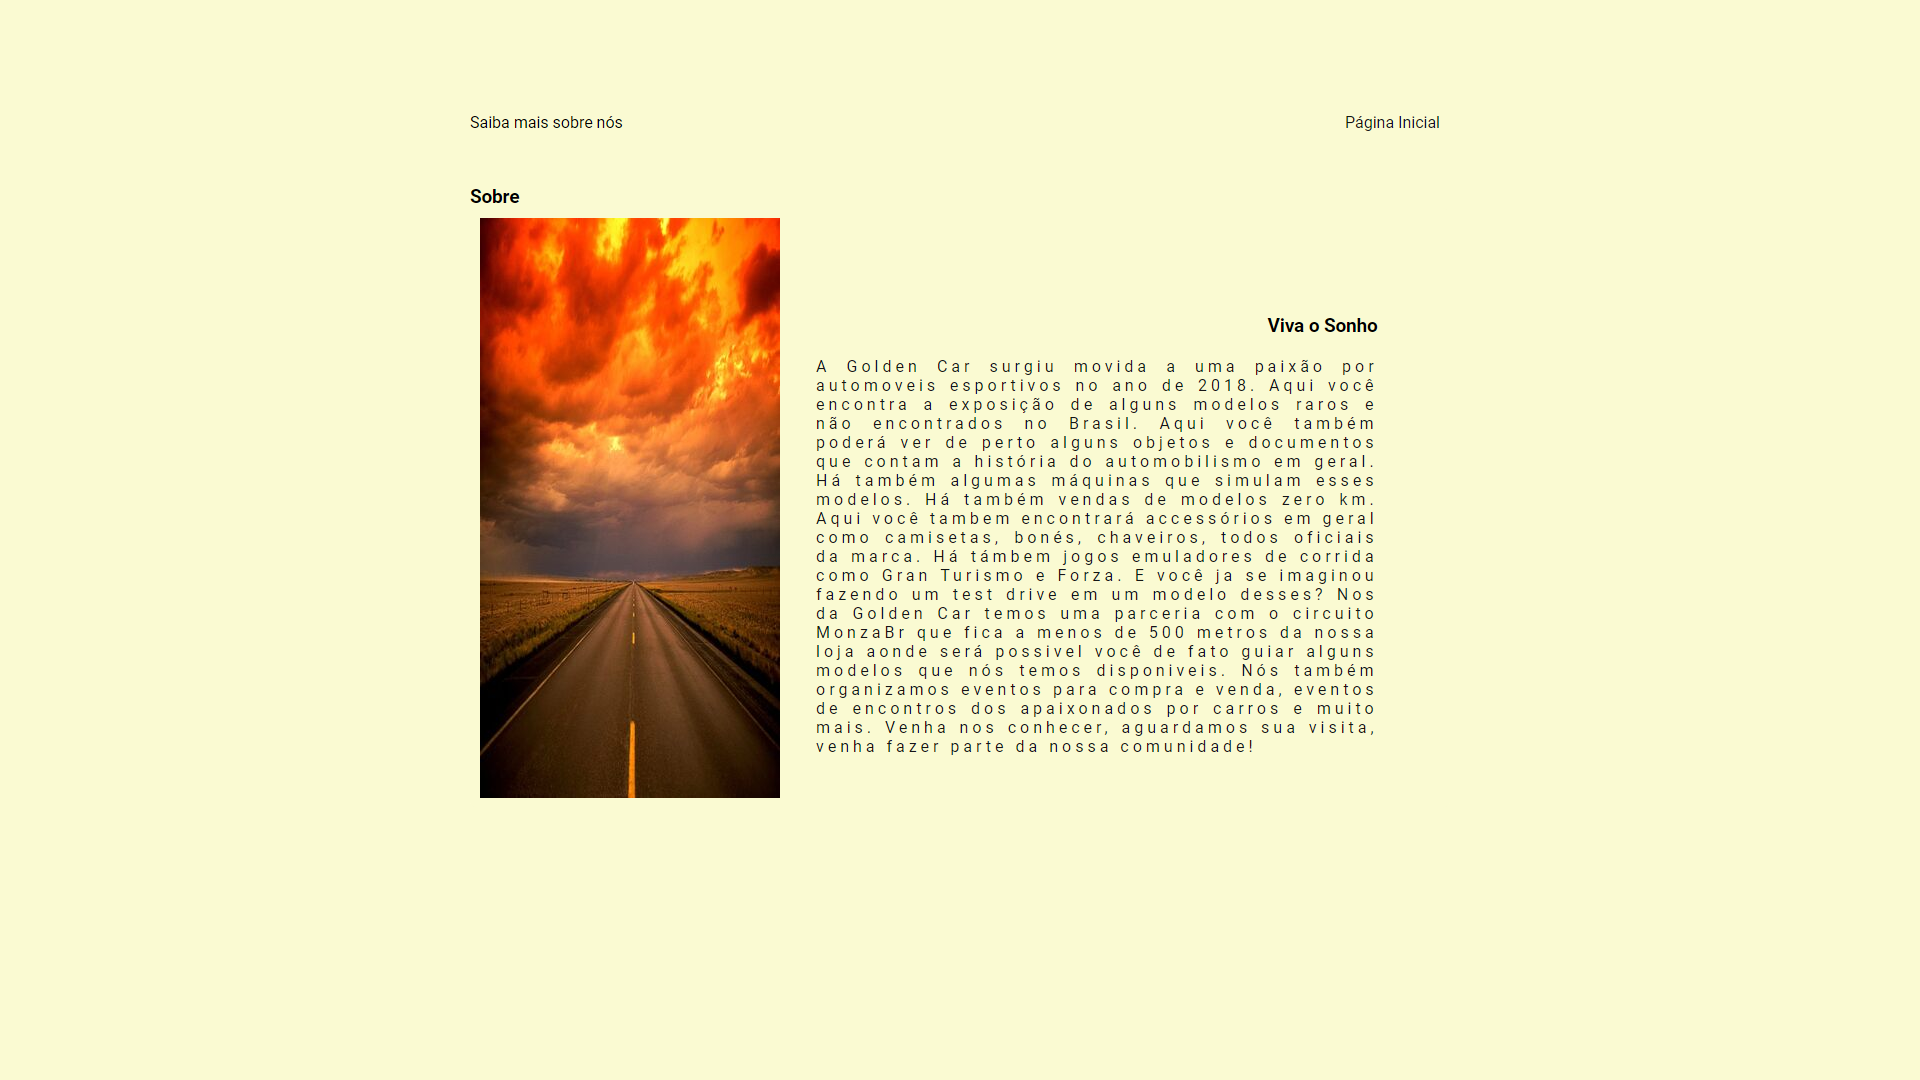 Saiba mais sobre nós
Página Inicial
Sobre
Viva o Sonho
A Golden Car surgiu movida a uma paixão por
automoveis esportivos no ano de 2018. Aqui você
encontra a exposição de alguns modelos raros e
não encontrados no Brasil. Aqui você também
poderá ver de perto alguns objetos e documentos
que contam a história do automobilismo em geral.
Há também algumas máquinas que simulam esses
modelos. Há também vendas de modelos zero km.
Aqui você tambem encontrará accessórios em geral
como camisetas, bonés, chaveiros, todos oficiais
da marca. Há támbem jogos emuladores de corrida
como Gran Turismo e Forza. E você ja se imaginou
fazendo um test drive em um modelo desses? Nos
da Golden Car temos uma parceria com o circuito
MonzaBr que fica a menos de 500 metros da nossa
loja aonde será possivel você de fato guiar alguns
modelos que nós temos disponiveis. Nós também
organizamos eventos para compra e venda, eventos
de encontros dos apaixonados por carros e muito
mais. Venha nos conhecer, aguardamos sua visita,
venha fazer parte da nossa comunidade!